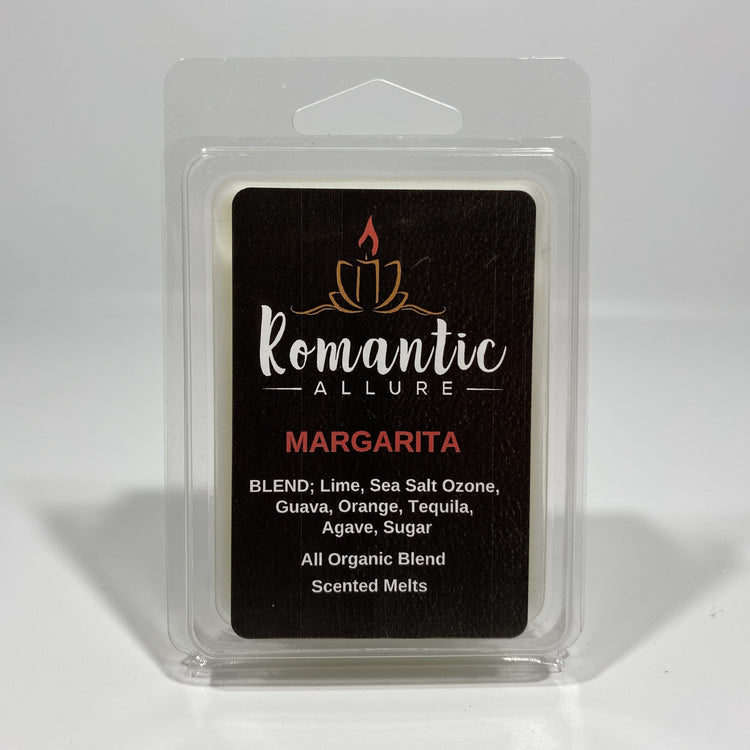 Romantic
ALLURE
MARGARITA
BLEND; Lime, Sea Salt Ozone,
Guava, Orange, Tequila,
Agave, Sugar
All Organic Blend
Scented Melts